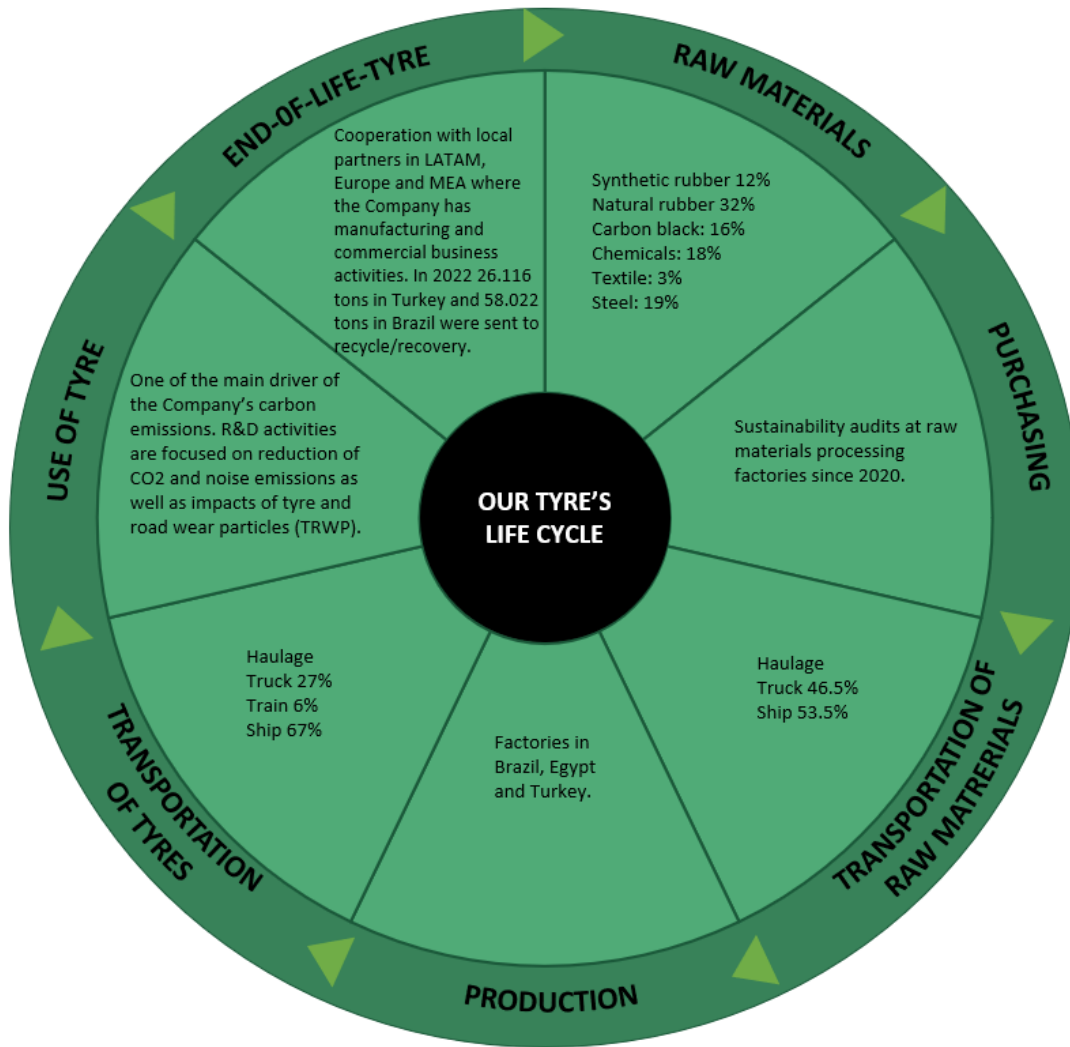 OUR TYRE'S
LIFE CYCLE
RAW MATERIALS
Synthetic rubber 12%
Natural rubber 32%
Carbon black: 16%
Chemicals: 18%
Textile: 3%
Steel: 19%
PURCHASING
Sustainability audits at raw
materials processing
factories since 2020.
TRANSPORTATION OF
RAW MATRERIALS
Haulage
Truck 46.5%
Ship 53.5%
PRODUCTION
Factories in
Brazil, Egypt
and Turkey.
TRANSPORTATION
OF TYRES
Haulage
Truck 27%
Train 6%
Ship 67%
USE OF TYRE
One of the main driver of
the Company's carbon
emissions. R&D activities
are focused on reduction of
CO2 and noise emissions as
well as impacts of tyre and
road wear particles (TRWP).
END-0F-LIFE-TYRE
Cooperation with local
partners in LATAM,
Europe and MEA where
the Company has
manufacturing and
commercial business
activities. In 2022 26.116
tons in Turkey and 58.022
tons in Brazil were sent to
recycle/recovery.